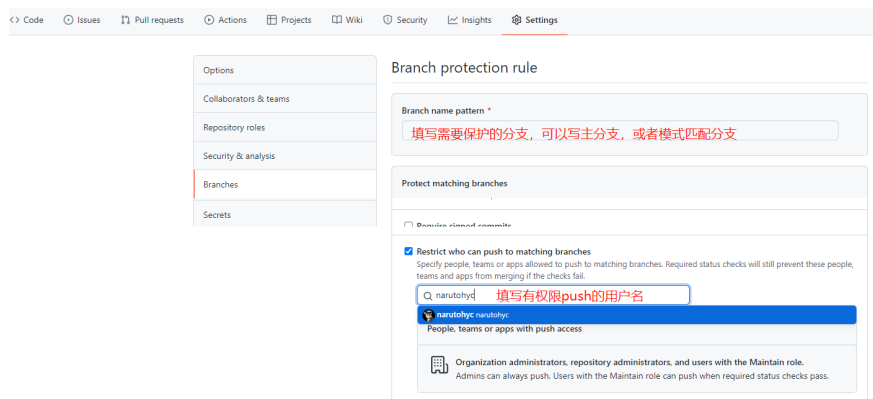 <> Code Issues Pull requests Actions Projects Wiki Security Insights Settings
Options
Collaborators & teams
Repository roles
Security & analysis
Branches
Secrets
Branch protection rule
Branch name pattern *
填写需要保护的分支，可以写主分支，或者模式匹配分支
Protect matching branches
Require signed commits
Restrict who can push to matching branches
Specify people, teams or apps allowed to push to matching branches. Required status checks will still prevent these people,
teams and apps from merging if the checks fail.
narutohyc 填写有权限push的用户名
narutohyc narutohyc
People, teams or apps with push access
Organization administrators, repository administrators, and users with the Maintain role.
Admins can always push. Users with the Maintain role can push when required status checks pass.